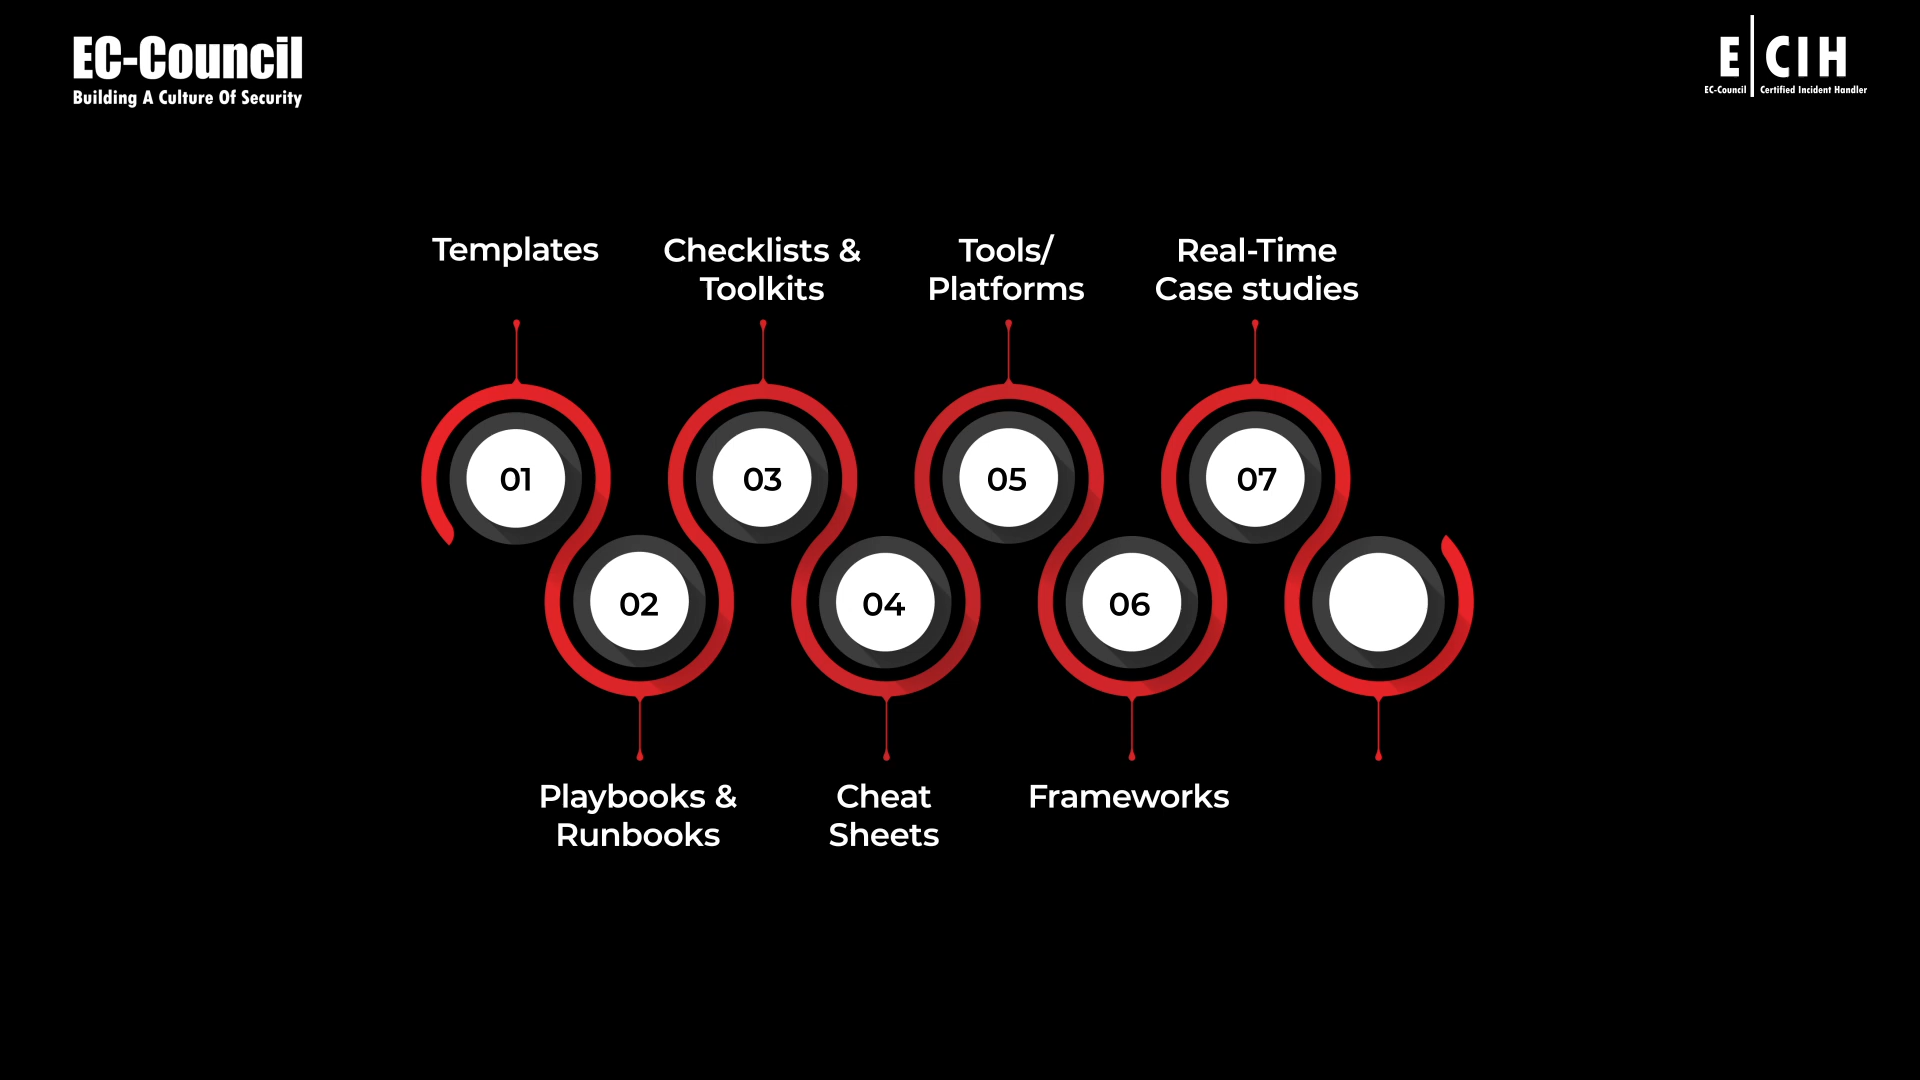 EC-Council
Building A Culture Of Security
E|CIH
EC-Council Certified Incident Handler
Templates
Checklists &
Toolkits
Tools/
Platforms
Real-Time
Case studies
01
03
05
07
02
04
06
Playbooks &
Runbooks
Cheat
Sheets
Frameworks